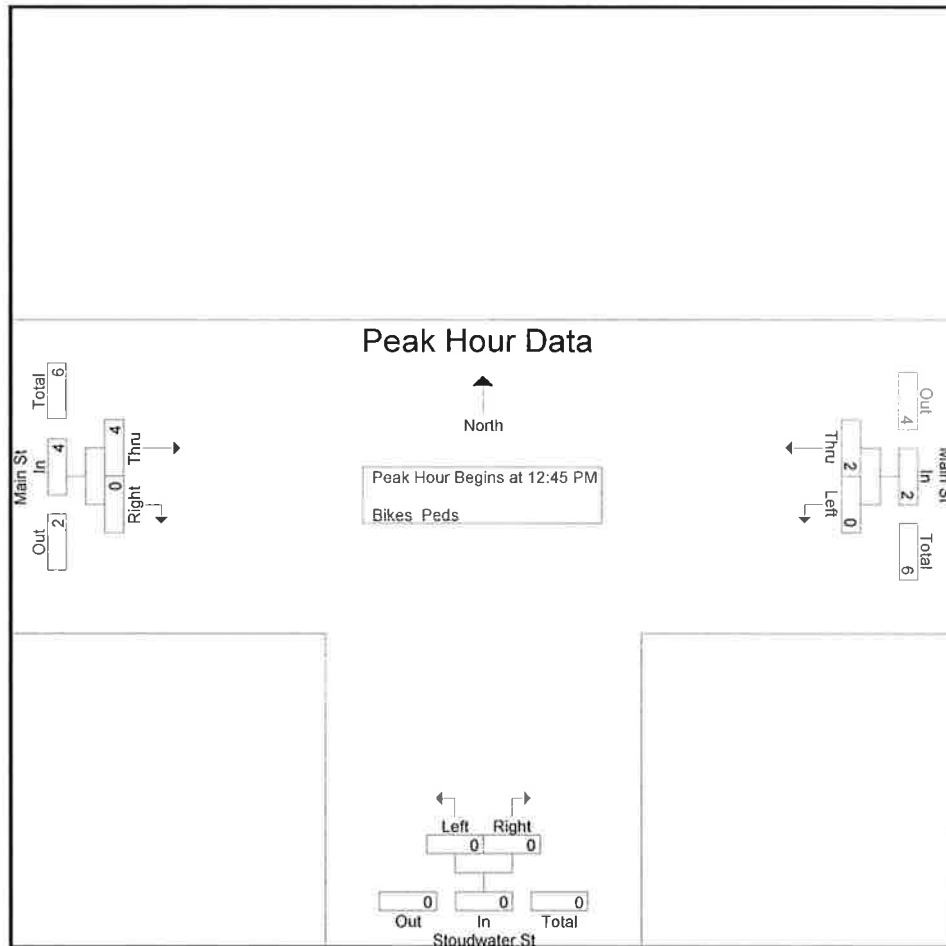 Peak Hour Data
North
Peak Hour Begins at 12:45 PM
Bikes Peds
Main St
Out In Total
2 4 6
Right Thru
0 4
Main St
Out In Total
4 2 6
Thru Left
2 0
Left Right
0 0
0 0 0
Out In Total
Stoudwater St